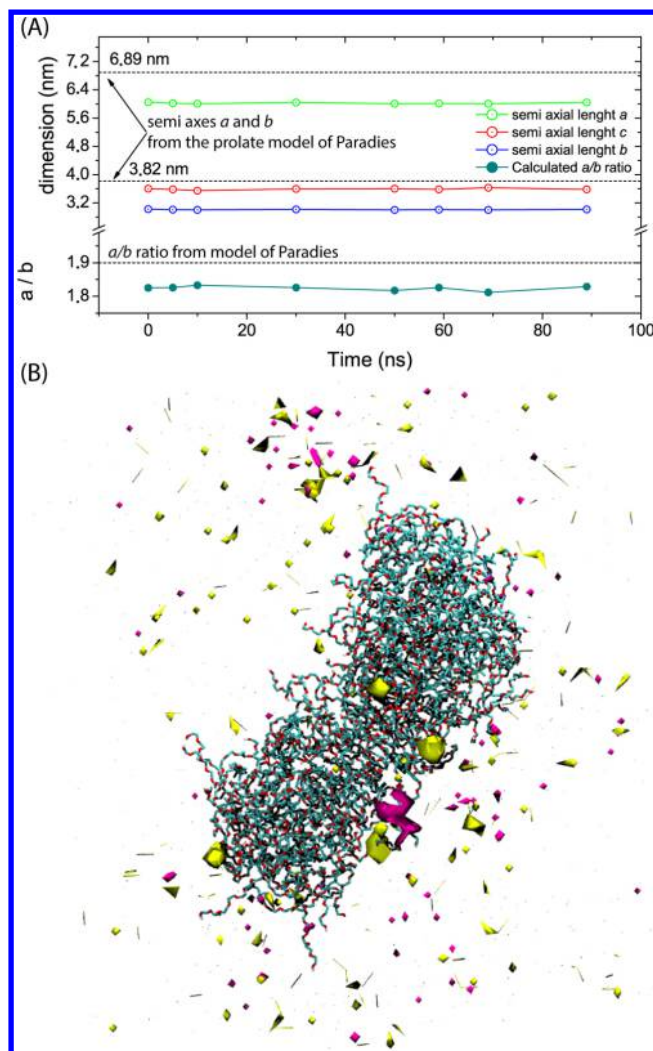 (A)
6,89 nm
7,2
6.4
5.6
4.8
4.0
3.2
dimension (nm)
semi axes a and b
from the prolate model of Paradies
3,82 nm
semi axial lenght a
semi axial lenght c
semi axial lenght b
Calculated a/b ratio
a/b ratio from model of Paradies
1.9
1.8
a / b
0
20
40
60
80
100
Time (ns)
(B)